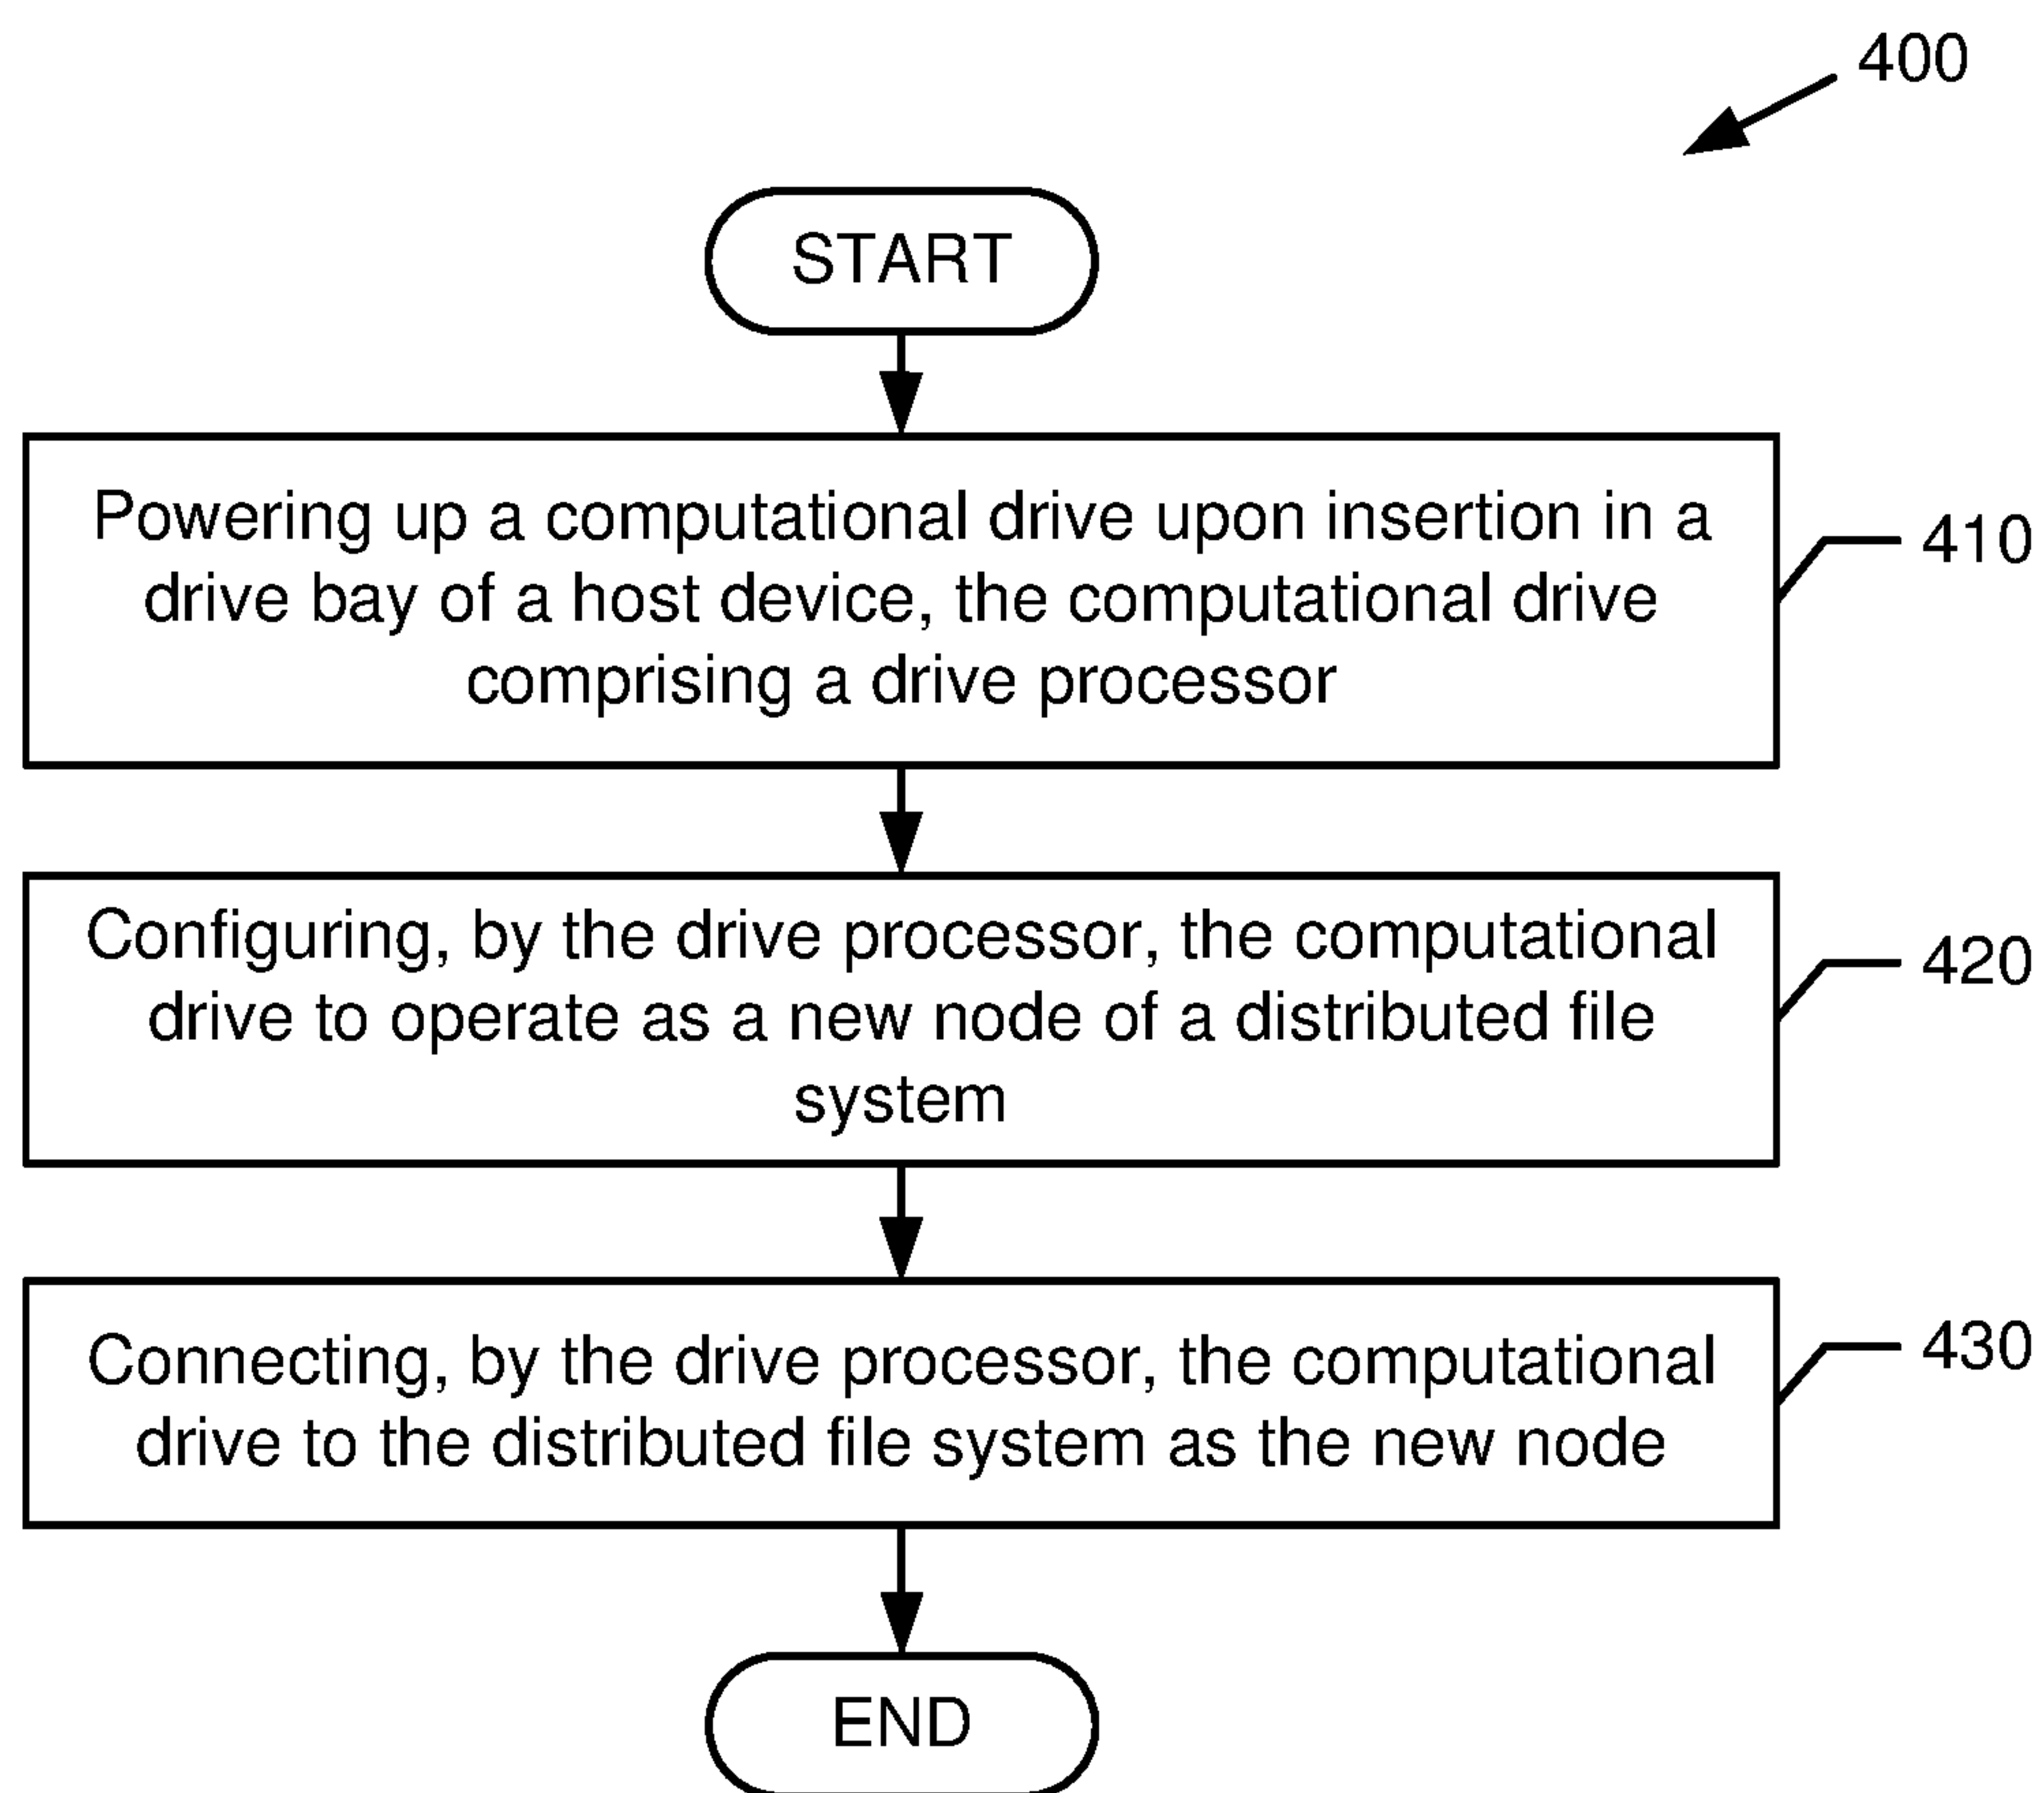 400
START
Powering up a computational drive upon insertion in a
drive bay of a host device, the computational drive
comprising a drive processor
410
Configuring, by the drive processor, the computational
drive to operate as a new node of a distributed file
system
420
Connecting, by the drive processor, the computational
drive to the distributed file system as the new node
430
END